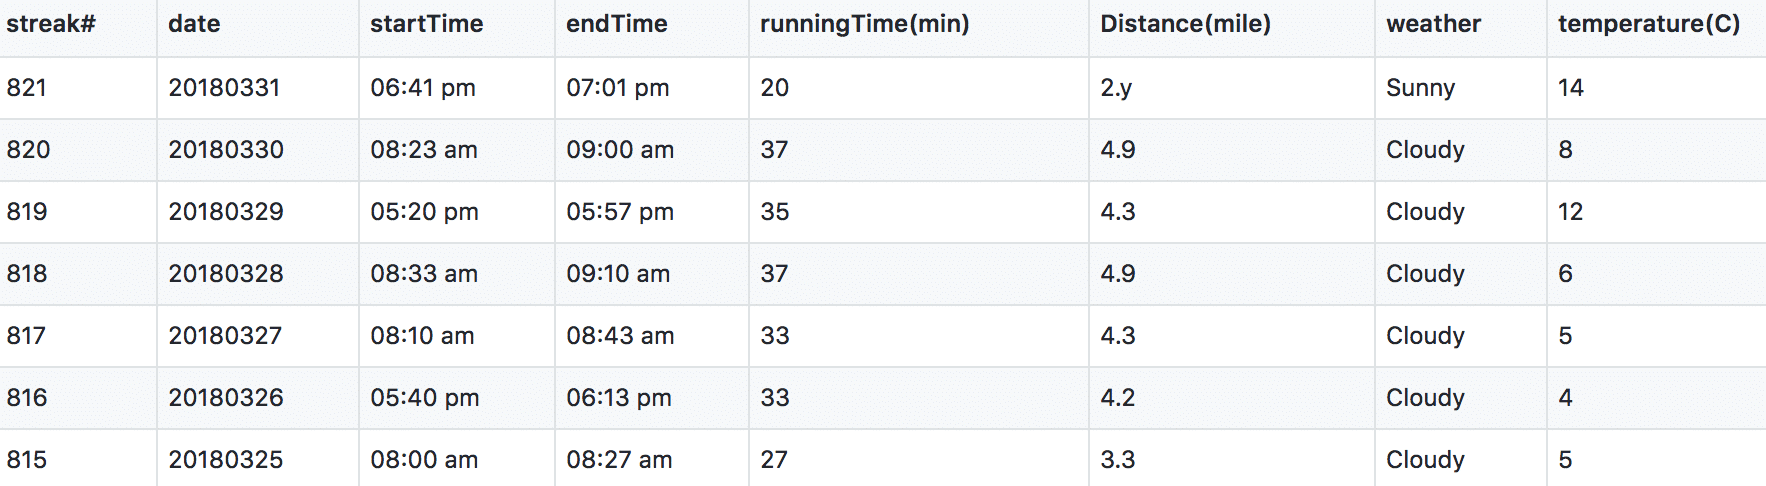 streak# date startTime endTime runningTime(min) Distance(mile) weather temperature(C)
821 20180331 06:41 pm 07:01 pm 20 2.y Sunny 14
820 20180330 08:23 am 09:00 am 37 4.9 Cloudy 8
819 20180329 05:20 pm 05:57 pm 35 4.3 Cloudy 12
818 20180328 08:33 am 09:10 am 37 4.9 Cloudy 6
817 20180327 08:10 am 08:43 am 33 4.3 Cloudy 5
816 20180326 05:40 pm 06:13 pm 33 4.2 Cloudy 4
815 20180325 08:00 am 08:27 am 27 3.3 Cloudy 5